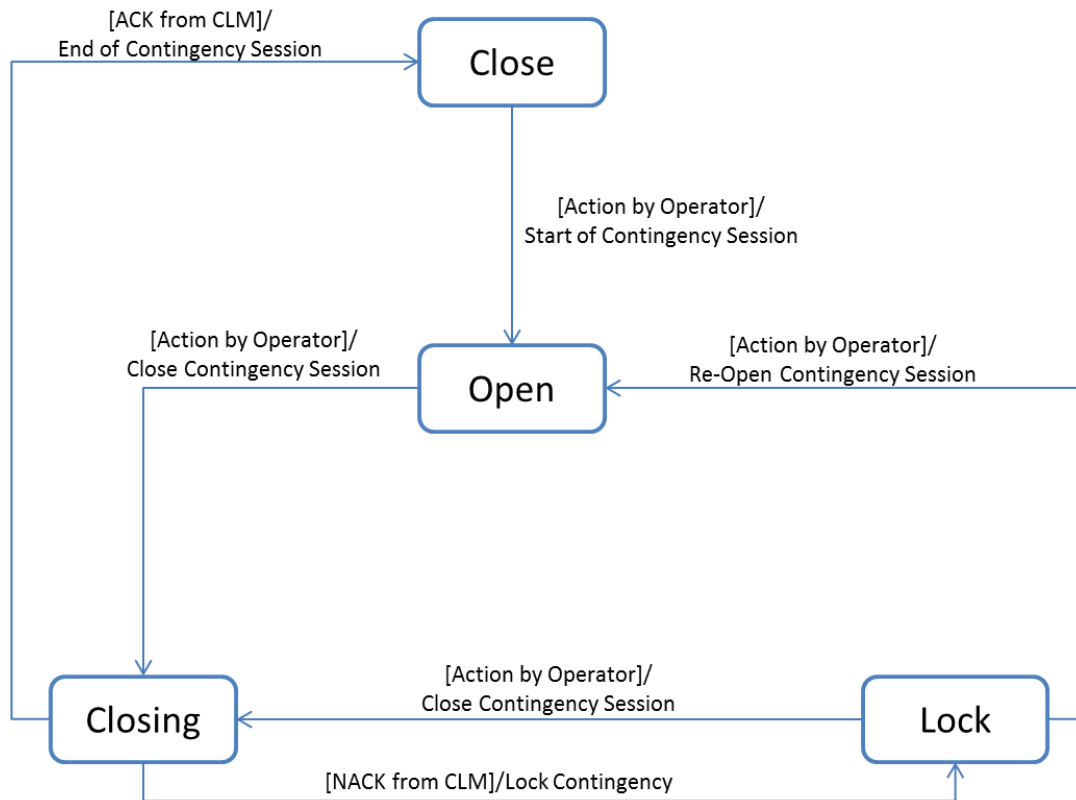 [ACK from CLM]/
End of Contingency Session
Close
[Action by Operator]/
Start of Contingency Session
[Action by Operator]/
Close Contingency Session
Open
[Action by Operator]/
Re-Open Contingency Session
[Action by Operator]/
Close Contingency Session
Closing
Lock
[NACK from CLM]/Lock Contingency